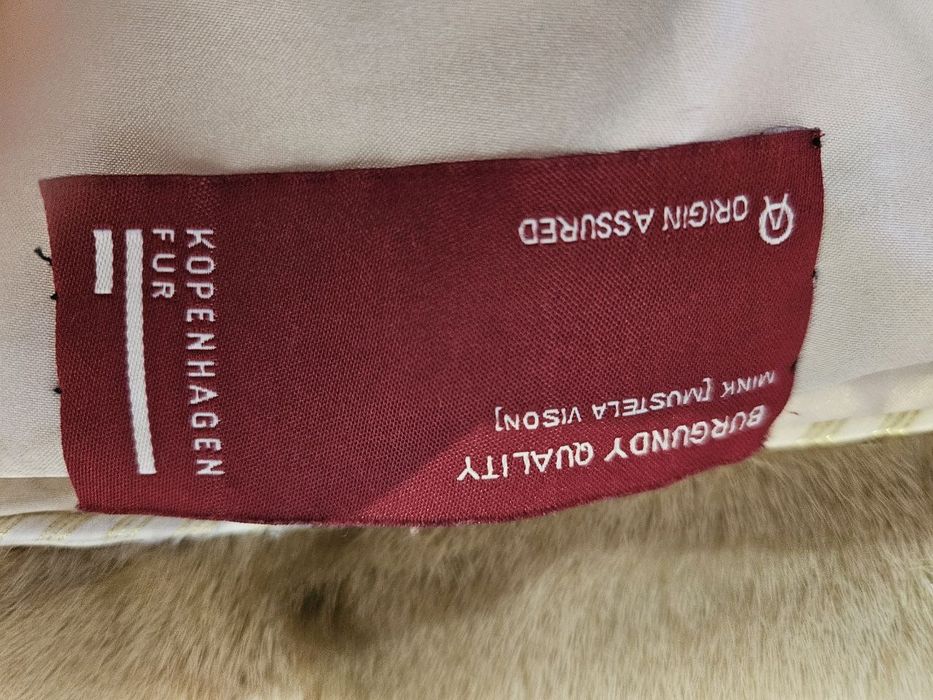 BURGUNDY QUALITY
MINK [MUSTELA VISON]
ORIGIN ASSURED
KOPENHAGEN
FUR